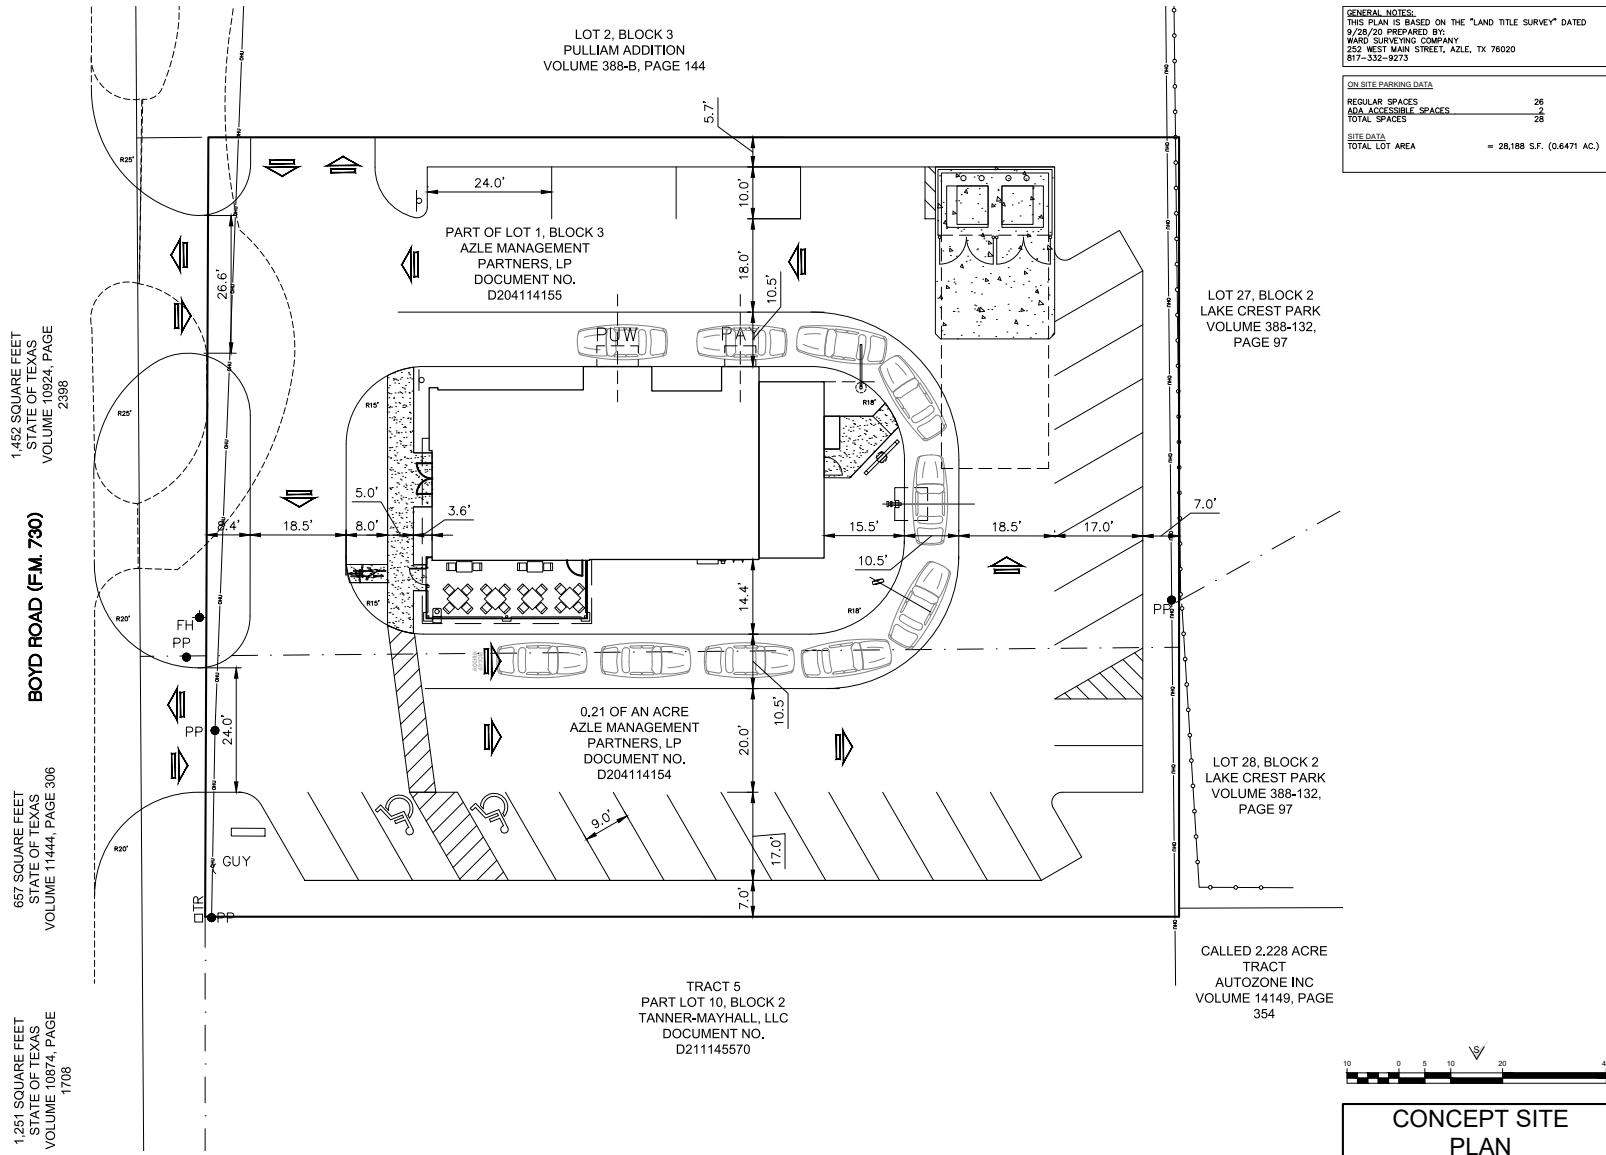 LOT 2, BLOCK 3
PULLIAM ADDITION
VOLUME 388-B, PAGE 144
GENERAL NOTES:
THIS PLAN IS BASED ON THE "LAND TITLE SURVEY" DATED
9/28/20 PREPARED BY:
WARD SURVEYING COMPANY
252 WEST MAIN STREET, AZLE, TX 76020
817-332-9273
ON SITE PARKING DATA
REGULAR SPACES 26
ADA ACCESSIBLE SPACES 2
TOTAL SPACES 28
SITE DATA
TOTAL LOT AREA = 28,188 S.F. (0.6471 AC.)
5.7'
R25'
24.0'
10.0'
PART OF LOT 1, BLOCK 3
AZLE MANAGEMENT
PARTNERS, LP
DOCUMENT NO.
D204114155
26.6'
18.0'
10.5'
LOT 27, BLOCK 2
LAKE CREST PARK
VOLUME 388-132,
PAGE 97
PUW
PAY
1,452 SQUARE FEET
STATE OF TEXAS
VOLUME 10924, PAGE
2398
R25'
R15'
R18'
BOYD ROAD (F.M. 730)
5.0'
3.6'
7.0'
18.5'
8.0'
15.5'
18.5'
17.0'
10.5'
14.4'
R15'
R18'
R20'
FH
PP
PP
PP
24.0'
10.5'
0.21 OF AN ACRE
AZLE MANAGEMENT
PARTNERS, LP
DOCUMENT NO.
D204114154
20.0'
LOT 28, BLOCK 2
LAKE CREST PARK
VOLUME 388-132,
PAGE 97
657 SQUARE FEET
STATE OF TEXAS
VOLUME 11444, PAGE 306
R20'
9.0'
17.0'
GUY
TR
PP
7.0'
TRACT 5
PART LOT 10, BLOCK 2
TANNER-MAYHALL, LLC
DOCUMENT NO.
D211145570
CALLED 2.228 ACRE
TRACT
AUTOZONE INC
VOLUME 14149, PAGE
354
1,251 SQUARE FEET
STATE OF TEXAS
VOLUME 10874, PAGE
1708
S
10 0 5 10 20
CONCEPT SITE
PLAN